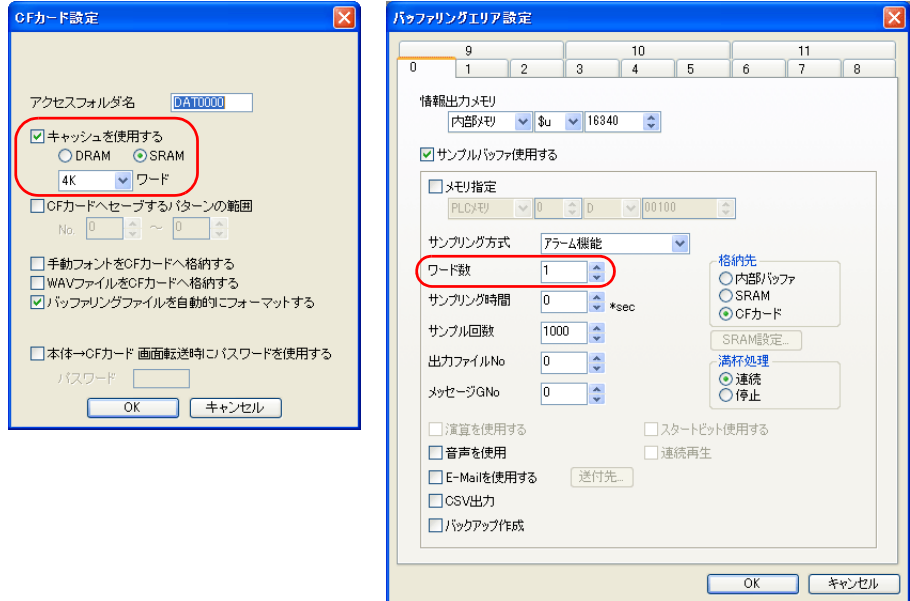 CFカード設定
アクセスフォルダ名 DAT0000
キャッシュを使用する
DRAM SRAM
4K ワード
CFカードへセーブするパターンの範囲
No. 0 ～ 0
手動フォントをCFカードへ格納する
WAVファイルをCFカードへ格納する
バッファリングファイルを自動的にフォーマットする
本体→CFカード 画面転送時にパスワードを使用する
パスワード
OK キャンセル
バッファリングエリア設定
9 10 11
0 1 2 3 4 5 6 7 8
情報出力メモリ
内部メモリ $u 16340
サンプルバッファ使用する
メモリ指定
PLCメモリ 0 D 00100
サンプリング方式 アラーム機能
ワード数 1
サンプリング時間 0 *sec
サンプル回数 1000
出力ファイルNo 0
メッセージGNo 0
格納先
内部バッファ
SRAM
CFカード
SRAM設定...
満杯処理
連続
停止
演算を使用する スタートビット使用する
音声を使用 連続再生
E-Mailを使用する 送付先...
CSV出力
バックアップ作成
OK キャンセル